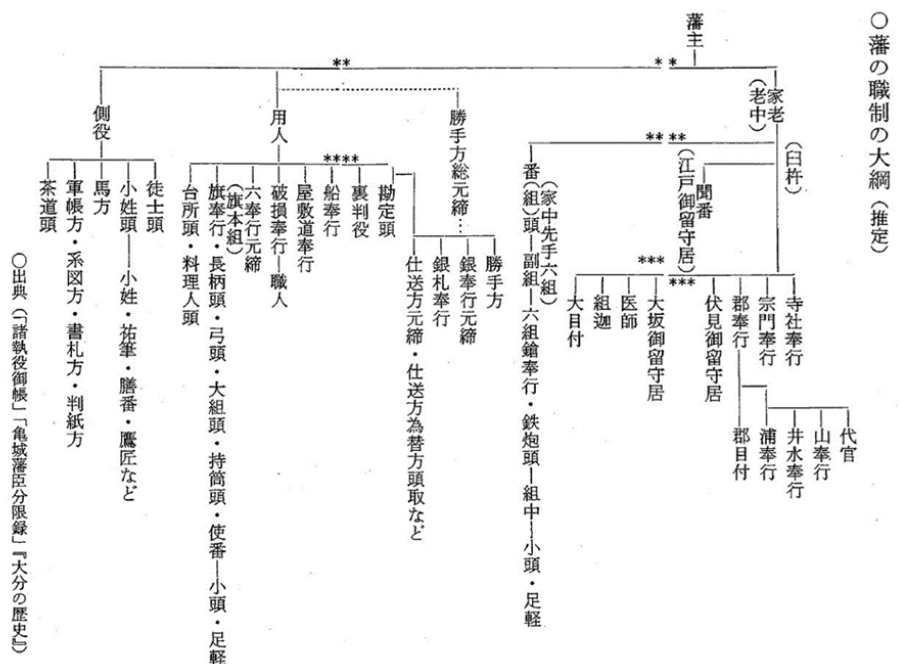 〇藩の職制の大綱（推定）
藩主
家老
（老中）
（臼杵）
寺社奉行
宗門奉行
郡奉行
代官
山奉行
井水奉行
浦奉行
郡目付
伏見御留守居
大坂御留守居
医師
組迦
大目付
***
***
聞番
（江戸御留守居）
** **
（家中先手六組）
番（組）頭―副組―六組鎗奉行・鉄炮頭―組中―小頭・足軽
* *
**
勝手方総元締…
用人
勘定頭
勝手方
銀奉行元締
銀札奉行
仕送方元締・仕送方為替方頭取など
裏判役
****
船奉行
屋敷道奉行
破損奉行―職人
六奉行元締
（旗本組）
旗奉行・長柄頭・弓頭・大組頭・持筒頭・使番―小頭・足軽
台所頭・料理人頭
側役
徒士頭
小姓頭―小姓・祐筆・膳番・鷹匠など
馬方
軍帳方・系図方・書札方・判紙方
茶道頭
〇出典（「諸執役御帳」「亀城藩臣分限録」『大分の歴史』）